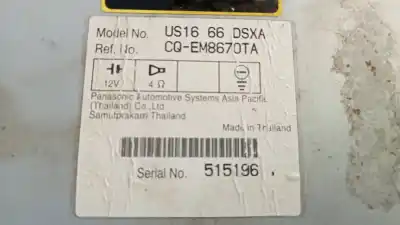 Model No. US16 66 DSXA
Ref. No. CQ-EM8670TA
12V 4 Ω
Panasonic Automotive Systems Asia Pacific
(Thailand) Co.,Ltd
Samutprakarn Thailand
Made in Thailand
Serial No. 515196